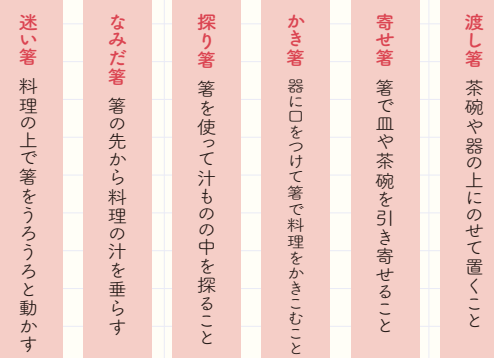 渡し箸 茶碗や器の上にのせて置くこと
寄せ箸 箸で皿や茶碗を引き寄せること
かき箸 器に口をつけて箸で料理をかきこむこと
探り箸 箸を使って汁ものの中を探ること
なみだ箸 箸の先から料理の汁を垂らす
迷い箸 料理の上で箸をうろうろと動かす